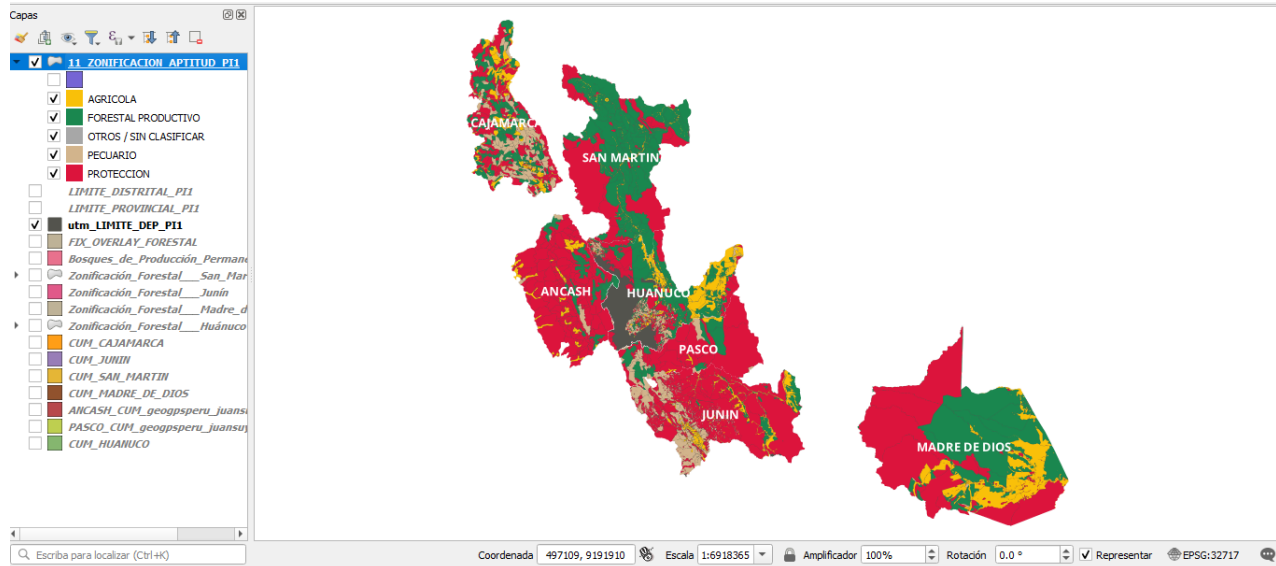 Capas
11_ZONIFICACION_APTITUD_PI1
AGRICOLA
FORESTAL PRODUCTIVO
OTROS / SIN CLASIFICAR
PECUARIO
PROTECCION
LIMITE_DISTRITAL_PI1
LIMITE_PROVINCIAL_PI1
utm_LIMITE_DEP_PI1
FIX_OVERLAY_FORESTAL
Bosques_de_Producción_Permane
Zonificación_Forestal___San_Mar
Zonificación_Forestal___Junín
Zonificación_Forestal___Madre_d
Zonificación_Forestal___Huánuco
CUM_CAJAMARCA
CUM_JUNIN
CUM_SAN_MARTIN
CUM_MADRE_DE_DIOS
ANCASH_CUM_geogpsperu_juansu
PASCO_CUM_geogpsperu_juansuy
CUM_HUANUCO
CAJAMARC
SAN MARTIN
ANCASH
HUANUCO
PASCO
JUNIN
MADRE DE DIOS
Escriba para localizar (Ctrl+K)
Coordenada 497109, 9191910 Escala 1:6918365 Amplificador 100% Rotación 0.0 ° Representar EPSG:32717